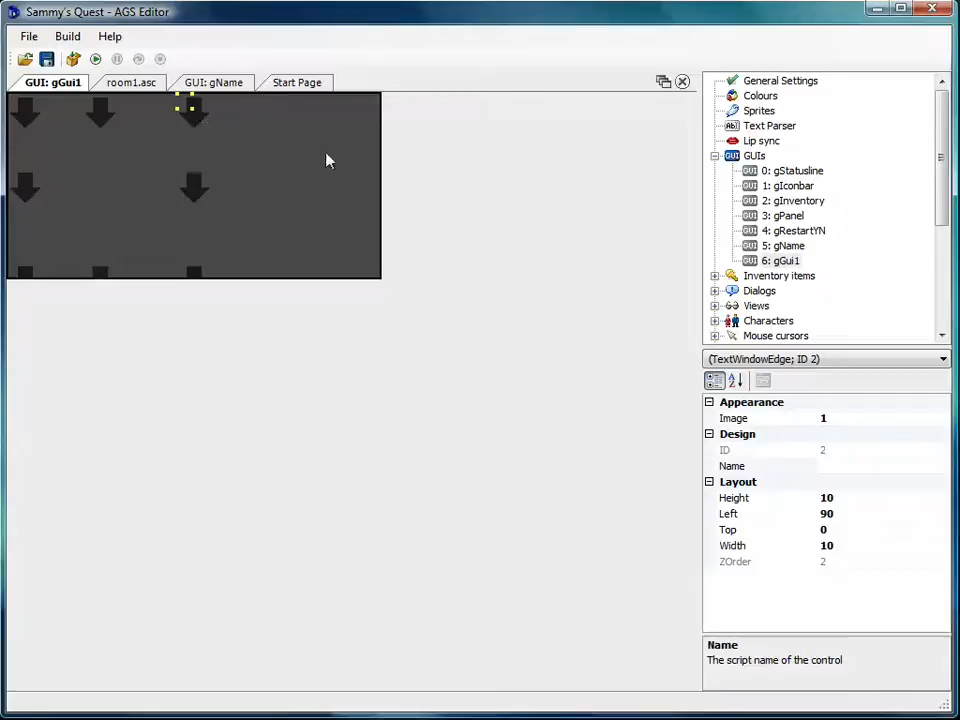 Sammy's Quest - AGS Editor
File Build Help
GUI: gGui1 room1.asc GUI: gName Start Page
General Settings
Colours
Sprites
Text Parser
Lip sync
GUIs
0: gStatusline
1: gIconbar
2: gInventory
3: gPanel
4: gRestartYN
5: gName
6: gGui1
Inventory items
Dialogs
Views
Characters
Mouse cursors
(TextWindowEdge; ID 2)
Appearance
Image 1
Design
ID 2
Name
Layout
Height 10
Left 90
Top 0
Width 10
ZOrder 2
Name
The script name of the control